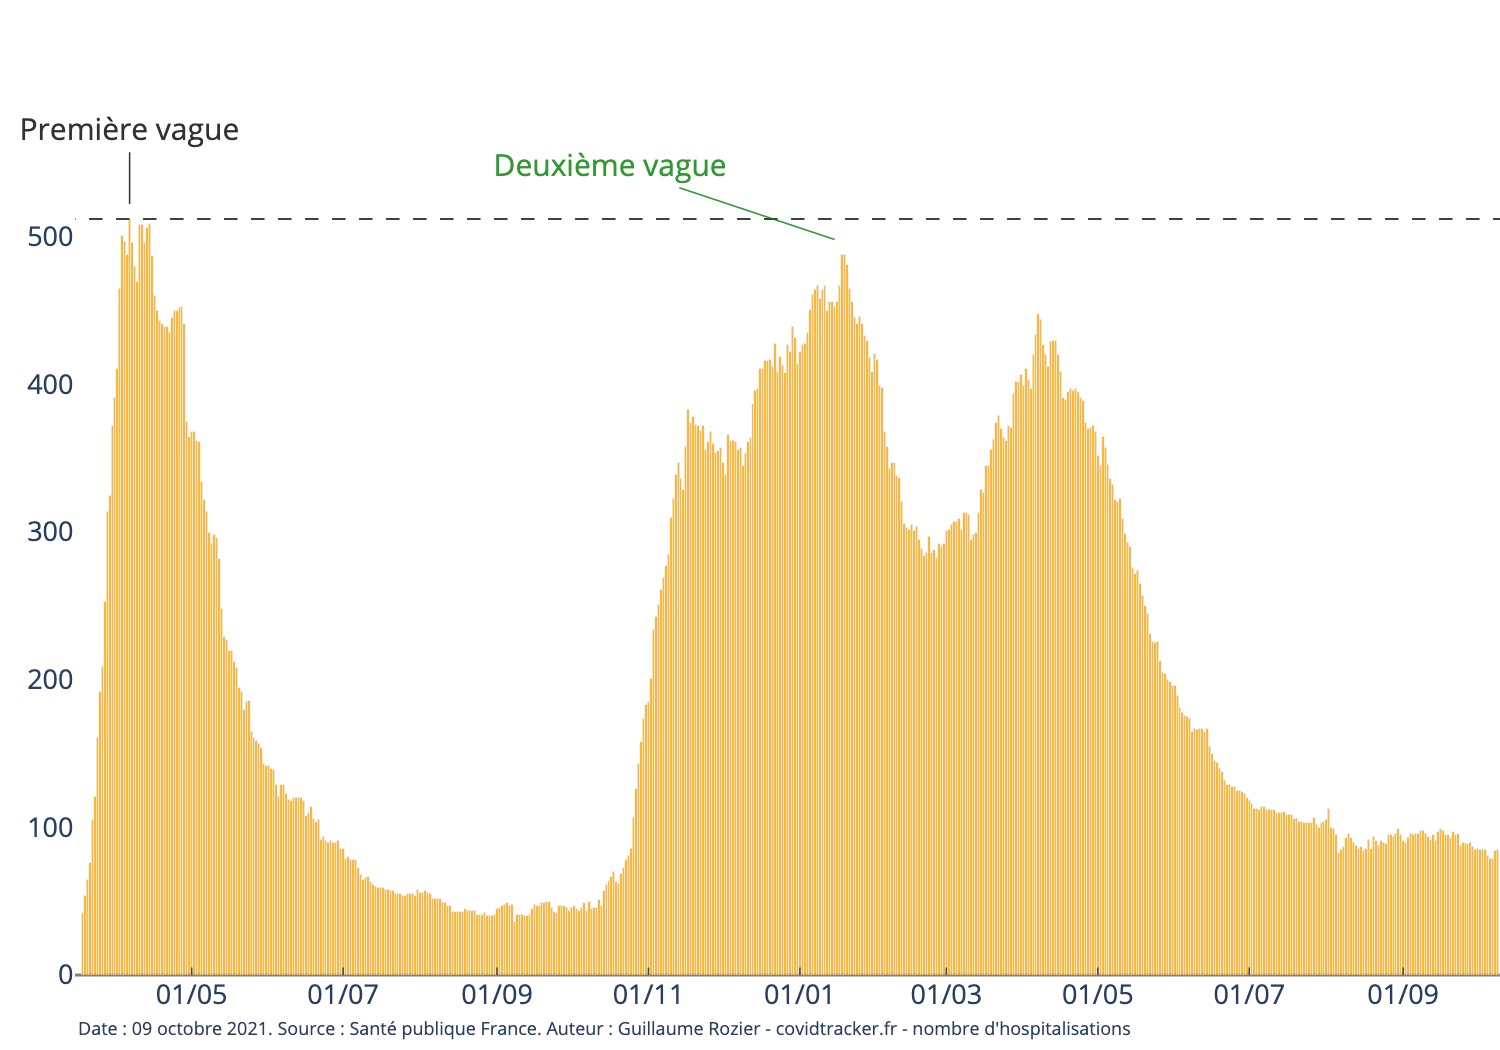 Première vague
Deuxième vague
500
400
300
200
100
0
01/05 01/07 01/09 01/11 01/01 01/03 01/05 01/07 01/09
Date : 09 octobre 2021. Source : Santé publique France. Auteur : Guillaume Rozier - covidtracker.fr - nombre d'hospitalisations